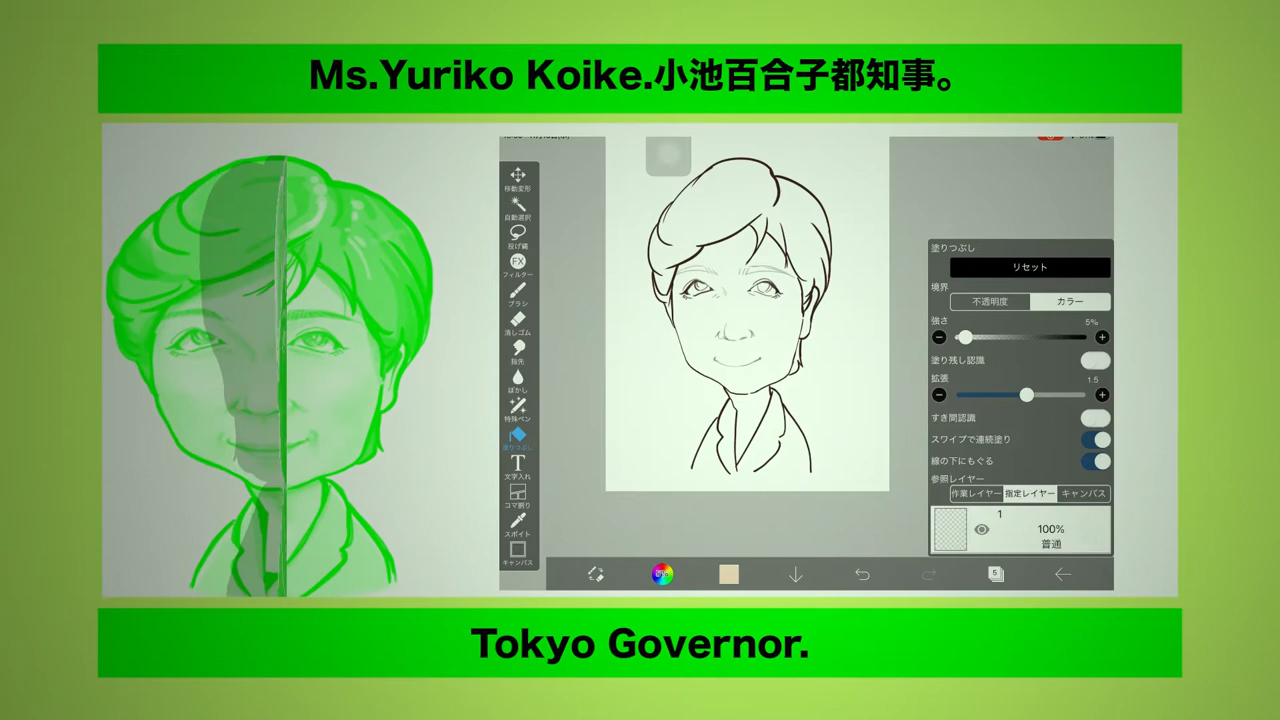 Ms.Yuriko Koike.小池百合子都知事。
移動変形
自動選択
投げ縄
FX
フィルター
ブラシ
消しゴム
指先
ぼかし
特殊ペン
塗りつぶし
T
文字入れ
コマ割り
スポイト
キャンバス
塗りつぶし
リセット
境界
不透明度 カラー
強さ
5%
塗り残し認識
拡張
1.5
すき間認識
スワイプで連続塗り
線の下にもぐる
参照レイヤー
作業レイヤー 指定レイヤー キャンバス
1
100%
普通
5
Tokyo Governor.